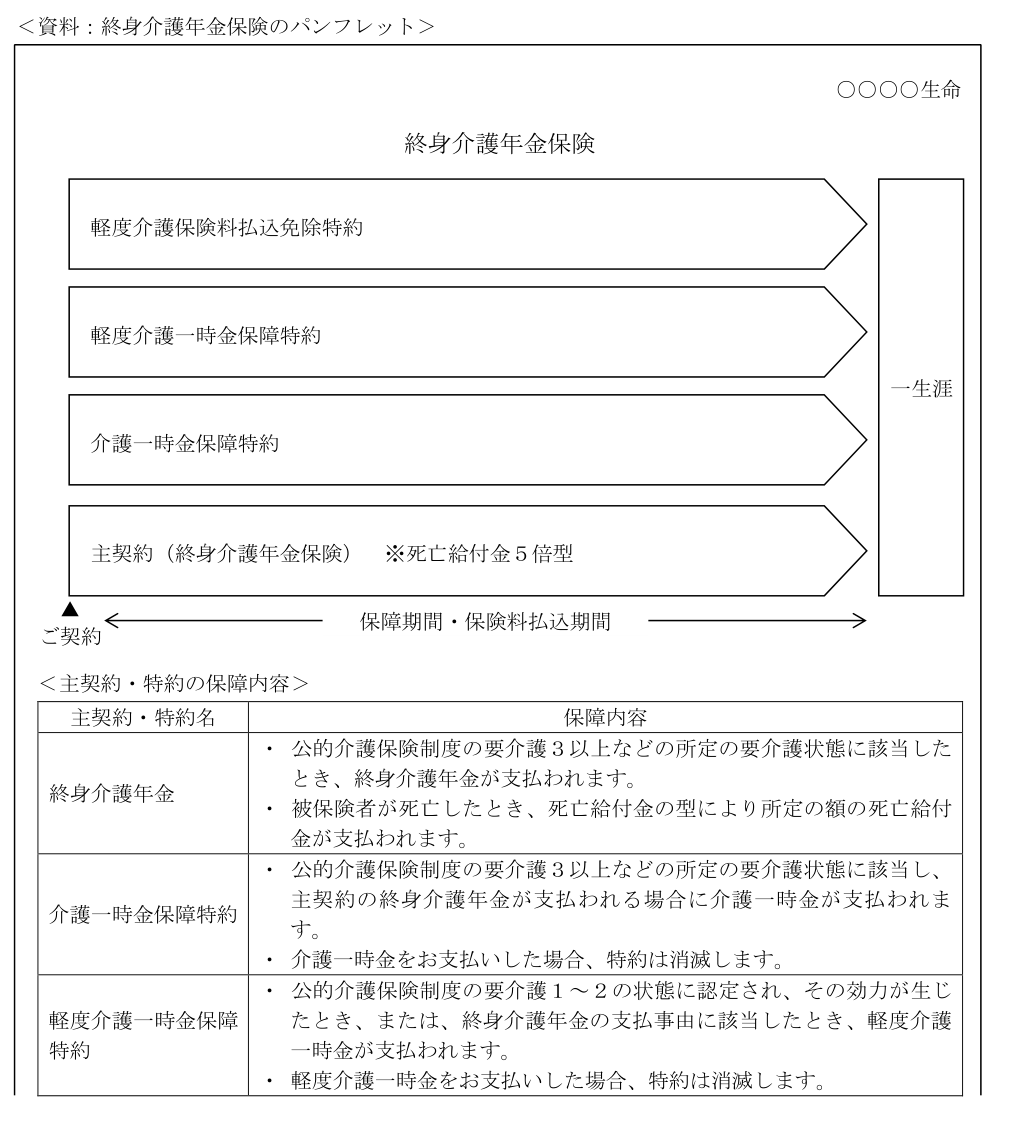 ＜資料：終身介護年金保険のパンフレット＞
○○○○生命
終身介護年金保険
軽度介護保険料払込免除特約
軽度介護一時金保障特約
介護一時金保障特約
主契約（終身介護年金保険）　※死亡給付金５倍型
一生涯
▲
ご契約
保障期間・保険料払込期間
＜主契約・特約の保障内容＞
主契約・特約名　保障内容
終身介護年金
・ 公的介護保険制度の要介護３以上などの所定の要介護状態に該当した
とき、終身介護年金が支払われます。
・ 被保険者が死亡したとき、死亡給付金の型により所定の額の死亡給付
金が支払われます。
介護一時金保障特約
・ 公的介護保険制度の要介護３以上などの所定の要介護状態に該当し、
主契約の終身介護年金が支払われる場合に介護一時金が支払われま
す。
・ 介護一時金をお支払いした場合、特約は消滅します。
軽度介護一時金保障
特約
・ 公的介護保険制度の要介護１～２の状態に認定され、その効力が生じ
たとき、または、終身介護年金の支払事由に該当したとき、軽度介護
一時金が支払われます。
・ 軽度介護一時金をお支払いした場合、特約は消滅します。